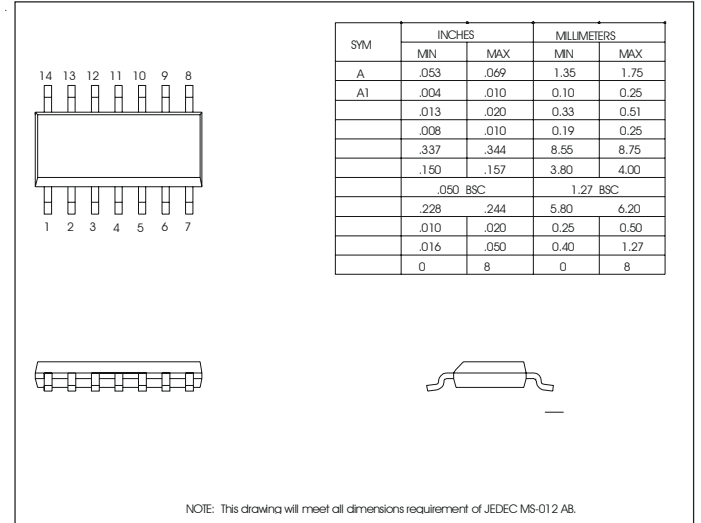 14 13 12 11 10 9 8
1 2 3 4 5 6 7
SYM INCHES MILLIMETERS
MIN MAX MIN MAX
A .053 .069 1.35 1.75
A1 .004 .010 0.10 0.25
.013 .020 0.33 0.51
.008 .010 0.19 0.25
.337 .344 8.55 8.75
.150 .157 3.80 4.00
.050 BSC 1.27 BSC
.228 .244 5.80 6.20
.010 .020 0.25 0.50
.016 .050 0.40 1.27
0 8 0 8
NOTE: This drawing will meet all dimensions requirement of JEDEC MS-012 AB.